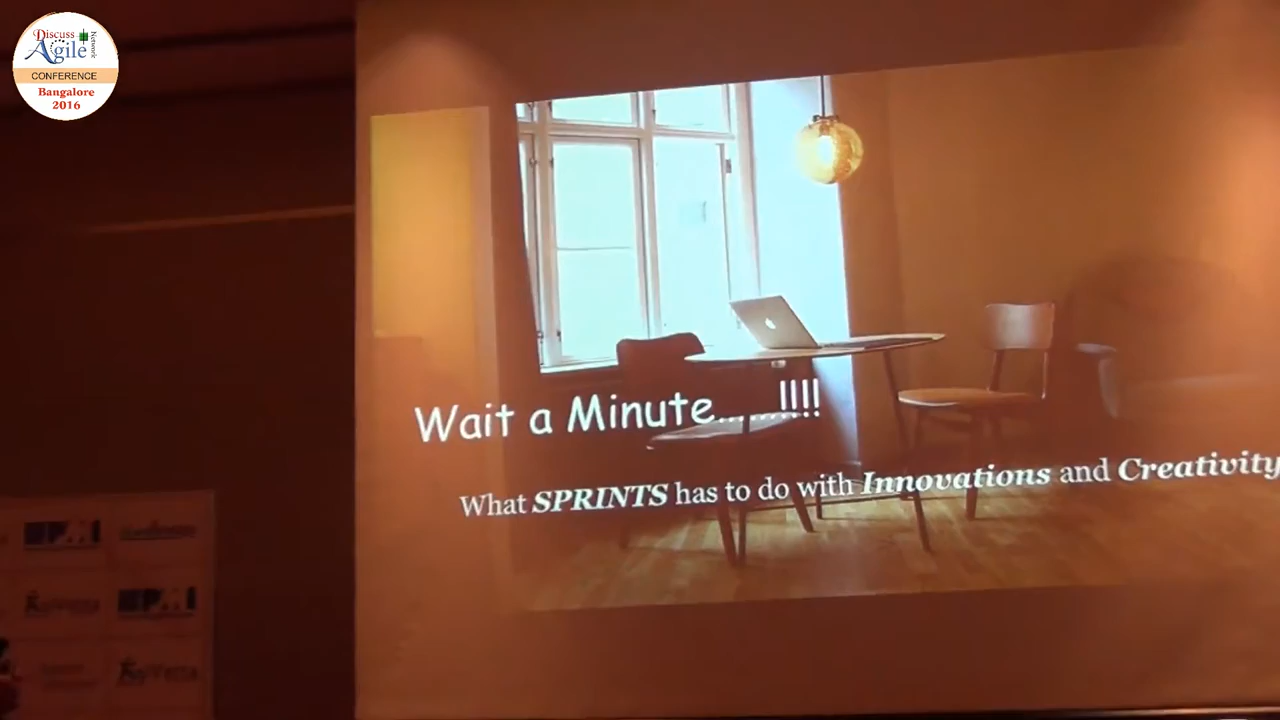 Discuss
Agile
Network
CONFERENCE
Bangalore
2016
Wait a Minute.......!!!!
What SPRINTS has to do with Innovations and Creativity